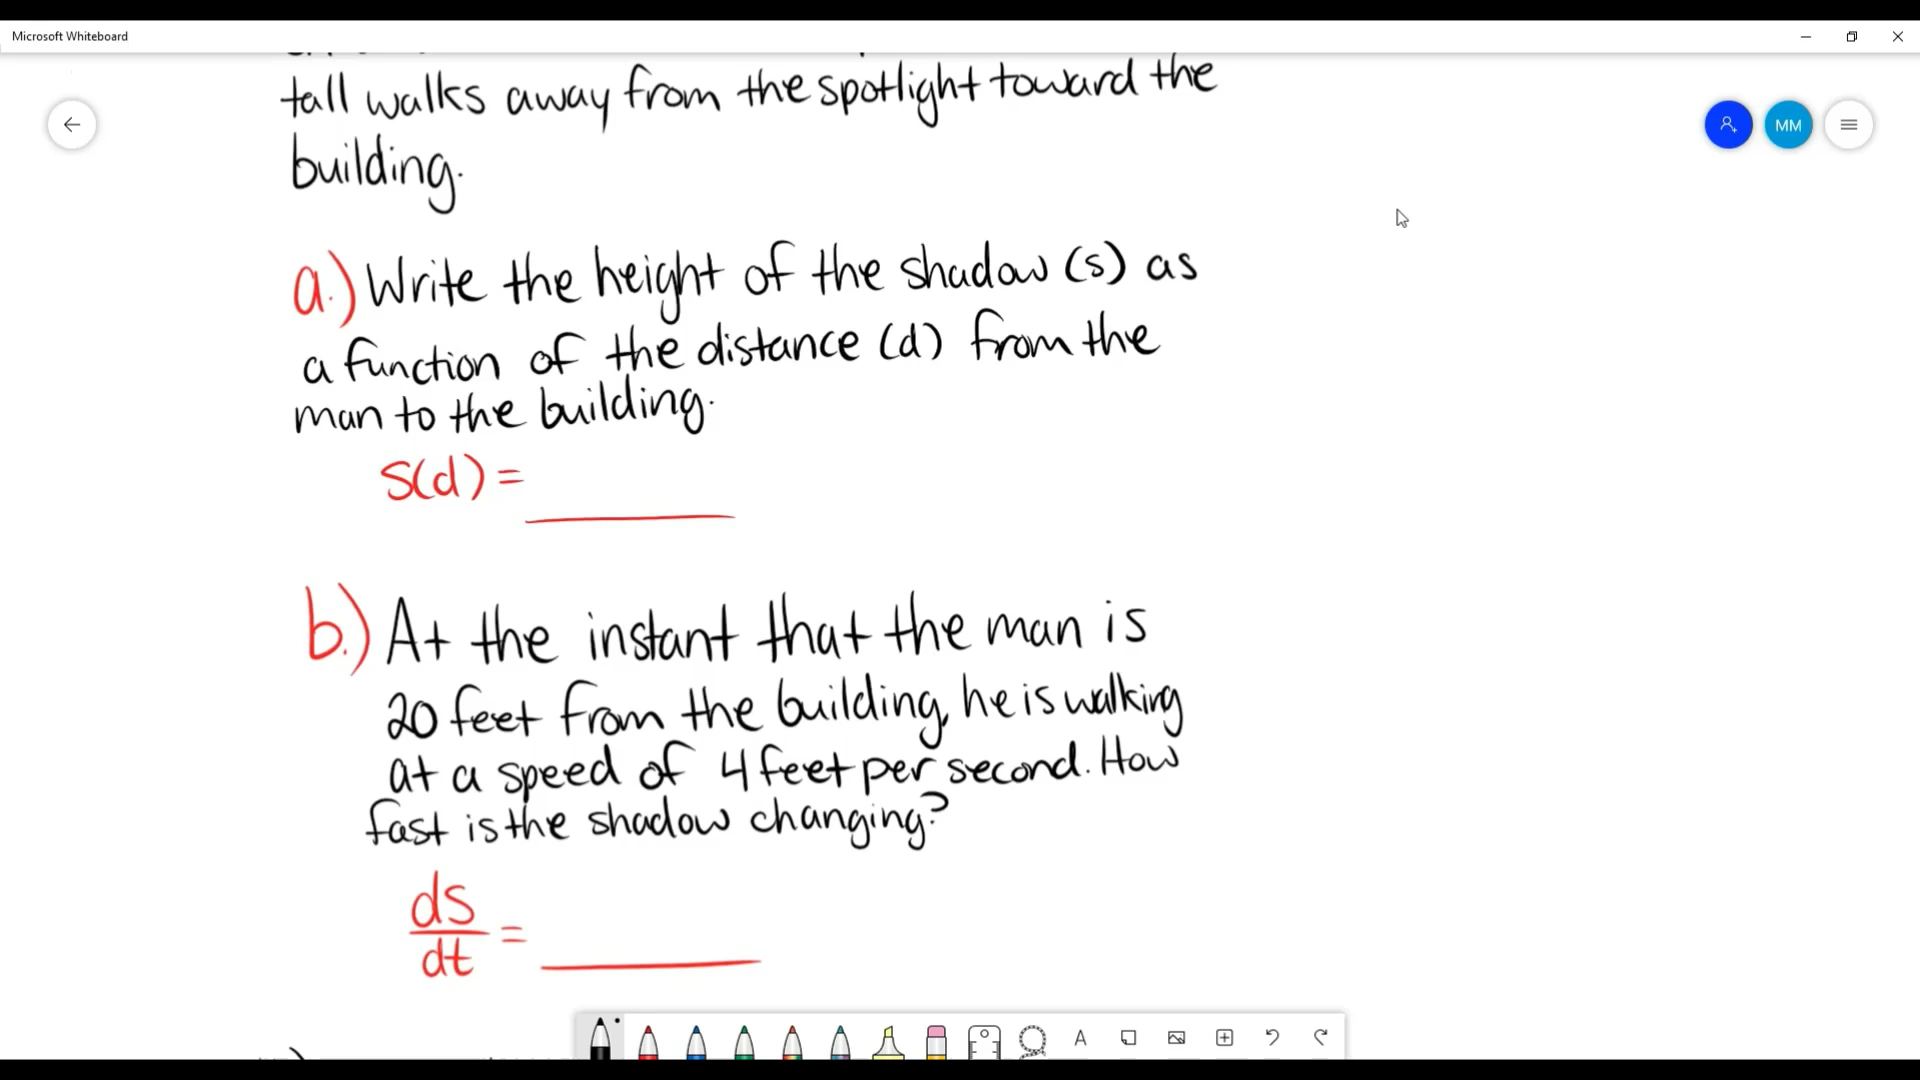 Microsoft Whiteboard
tall walks away from the spotlight toward the
building.
MM
a.) Write the height of the shadow (s) as
a function of the distance (d) from the
man to the building.
S(d) =
b.) At the instant that the man is
20 feet from the building, he is walking
at a speed of 4 feet per second. How
fast is the shadow changing?
ds
dt =
A